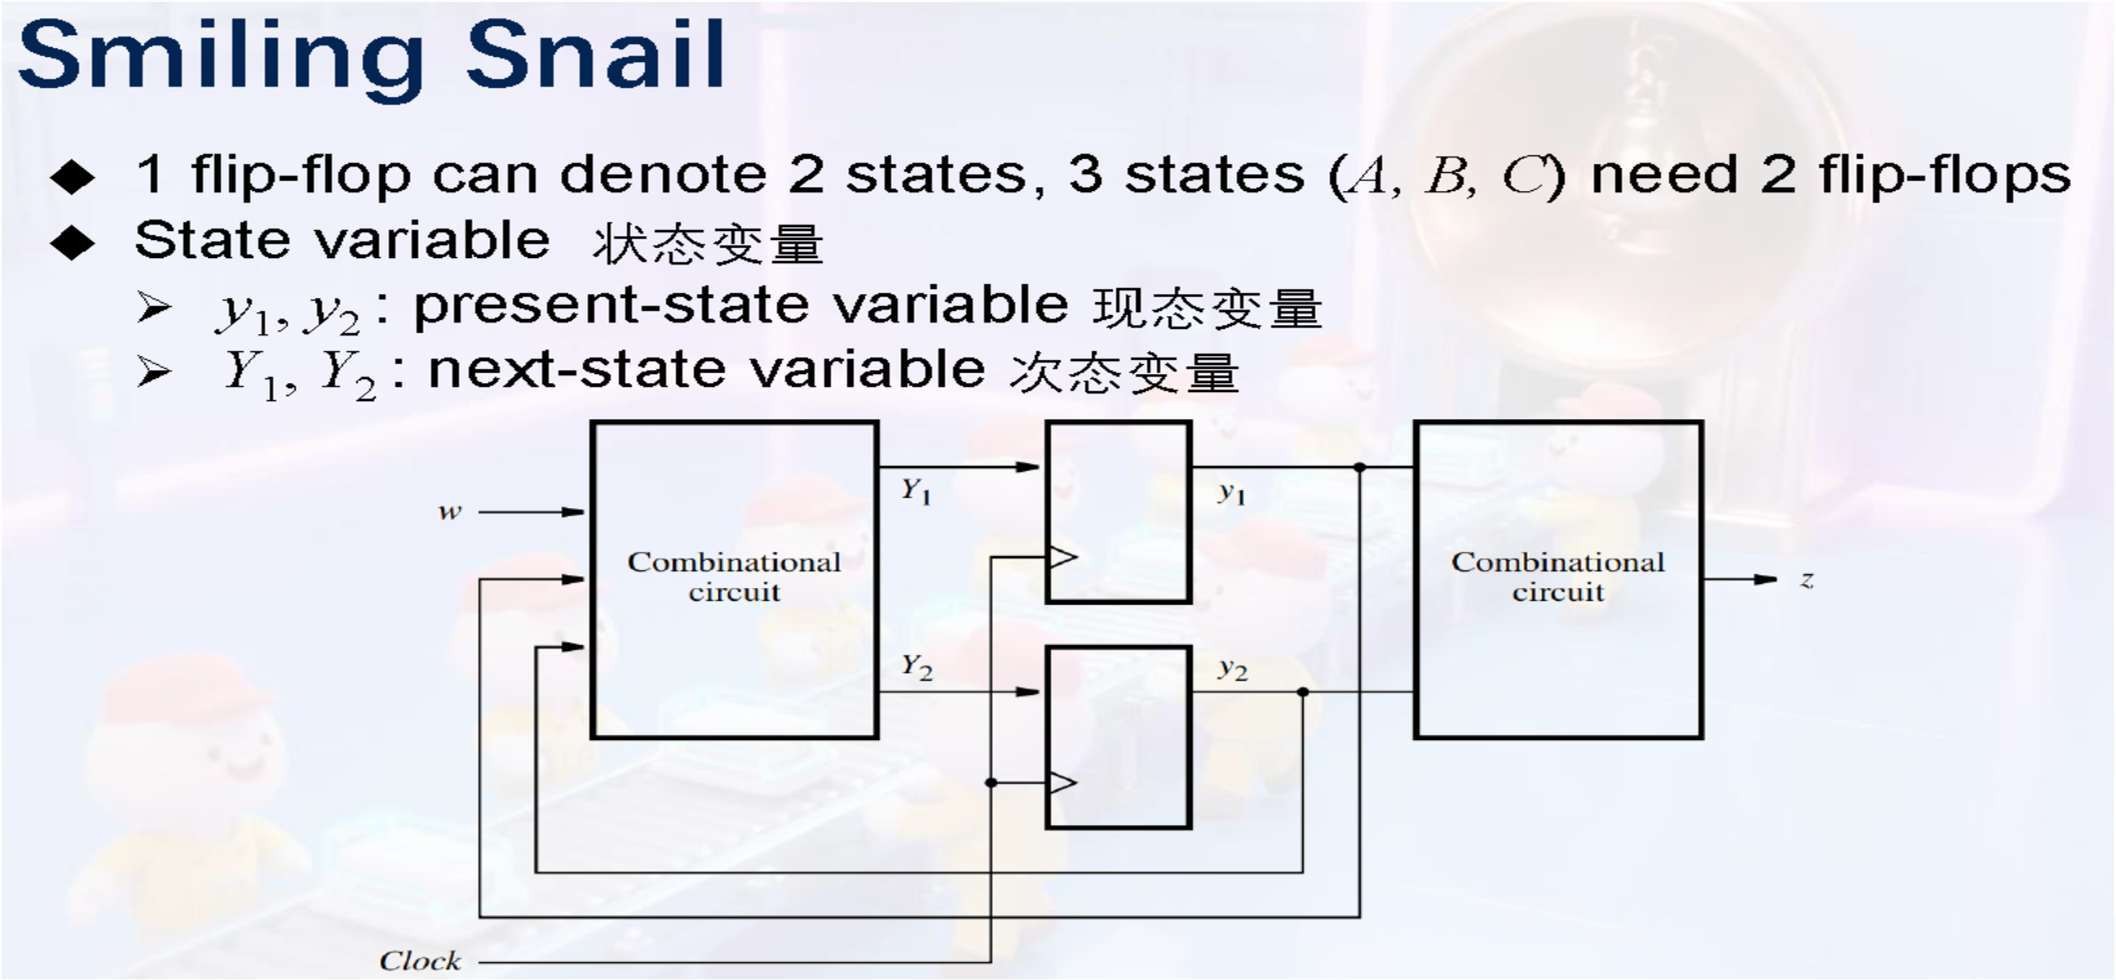 Smiling Snail
◆ 1 flip-flop can denote 2 states, 3 states (A, B, C) need 2 flip-flops
◆ State variable 状态变量
➢ y₁, y₂ : present-state variable 现态变量
➢ Y₁, Y₂ : next-state variable 次态变量
w
Combinational
circuit
Y₁
Y₂
y₁
y₂
Combinational
circuit
z
Clock